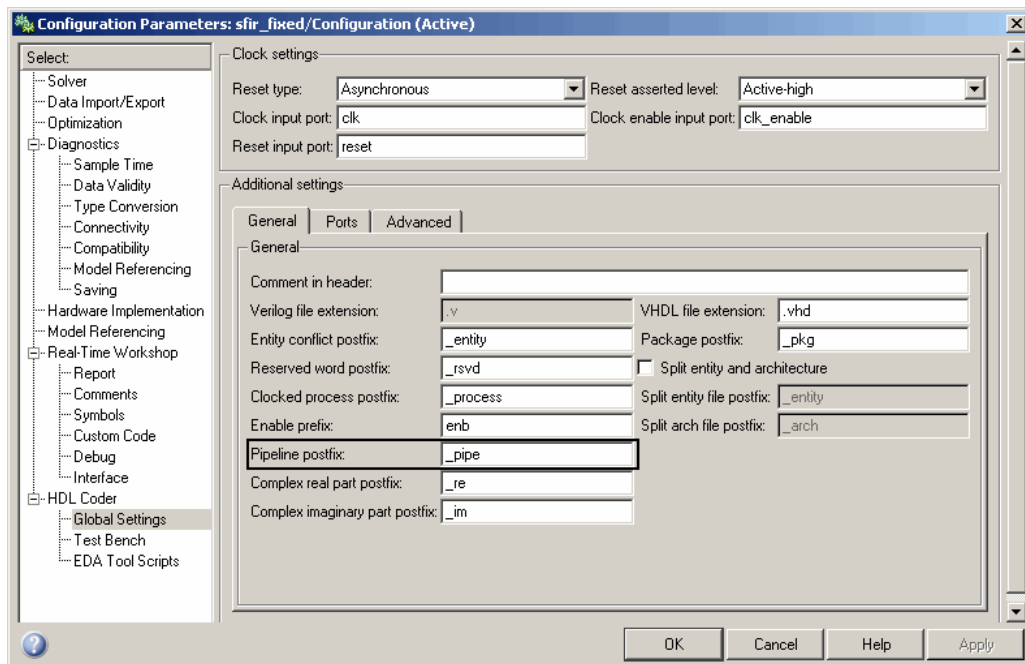 Configuration Parameters: sfir_fixed/Configuration (Active)
Select:
Solver
Data Import/Export
Optimization
Diagnostics
Sample Time
Data Validity
Type Conversion
Connectivity
Compatibility
Model Referencing
Saving
Hardware Implementation
Model Referencing
Real-Time Workshop
Report
Comments
Symbols
Custom Code
Debug
Interface
HDL Coder
Global Settings
Test Bench
EDA Tool Scripts
Clock settings
Reset type: Asynchronous Reset asserted level: Active-high
Clock input port: clk Clock enable input port: clk_enable
Reset input port: reset
Additional settings
General Ports Advanced
General
Comment in header:
Verilog file extension: .v VHDL file extension: .vhd
Entity conflict postfix: _entity Package postfix: _pkg
Reserved word postfix: _rsvd Split entity and architecture
Clocked process postfix: _process Split entity file postfix: _entity
Enable prefix: enb Split arch file postfix: _arch
Pipeline postfix: _pipe
Complex real part postfix: _re
Complex imaginary part postfix: _im
OK Cancel Help Apply